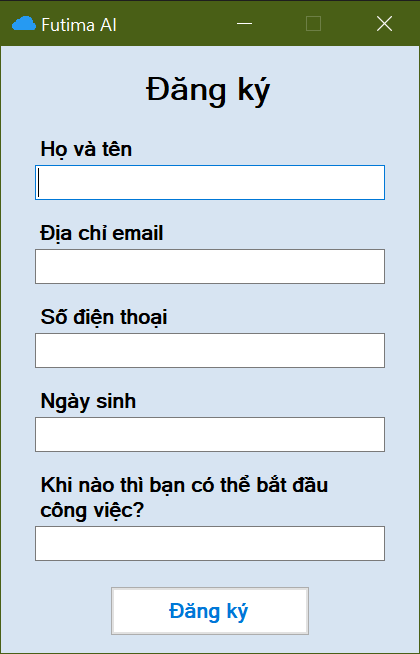 Futima AI
Đăng ký
Họ và tên
Địa chỉ email
Số điện thoại
Ngày sinh
Khi nào thì bạn có thể bắt đầu
công việc?
Đăng ký